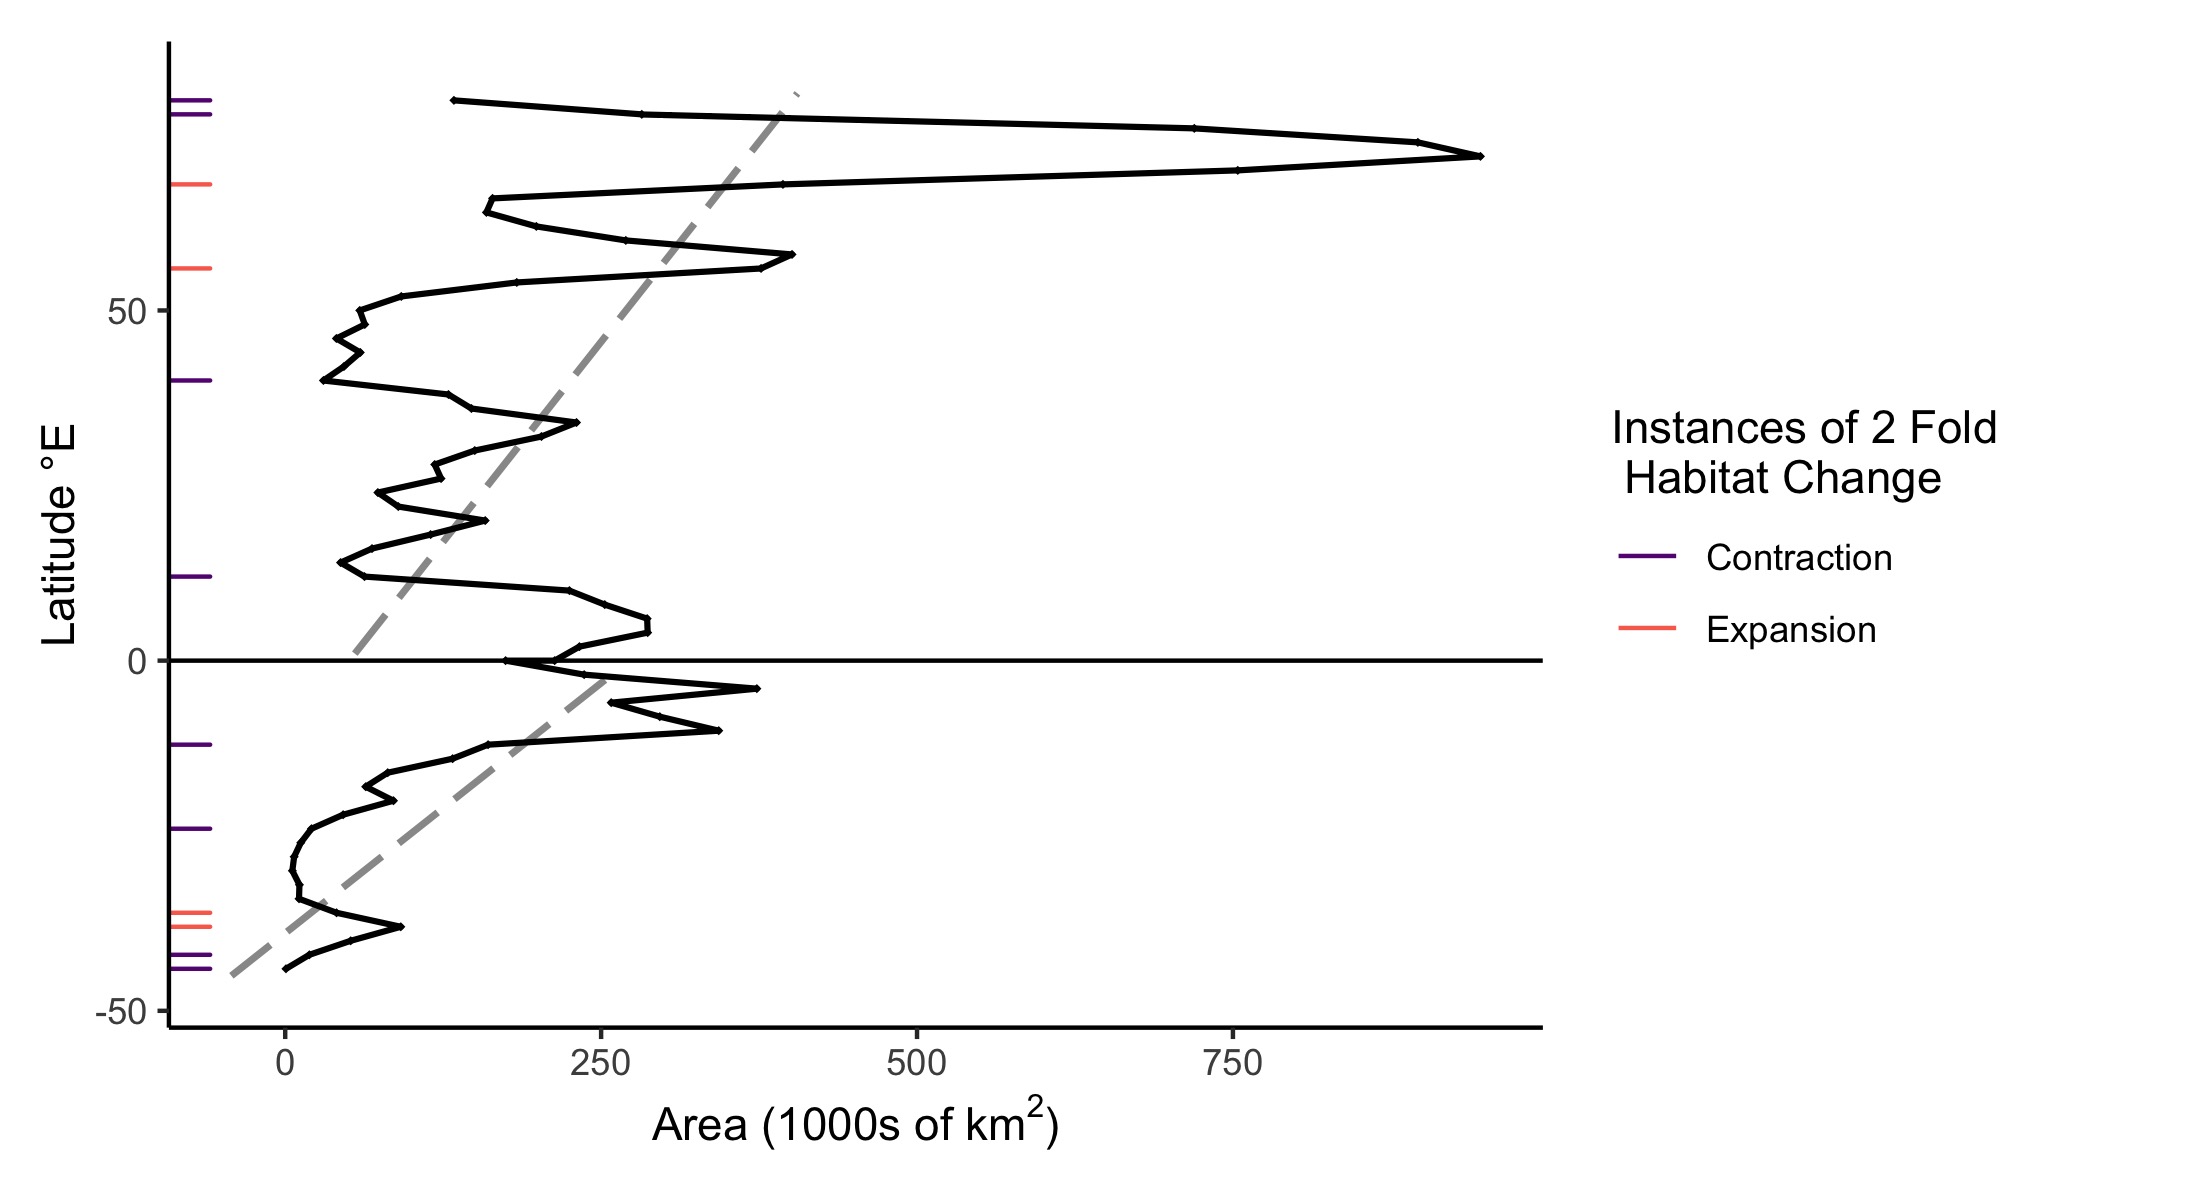 Latitude °E
50
0
-50
0
250
500
750
Area (1000s of km²)
Instances of 2 Fold
Habitat Change
Contraction
Expansion